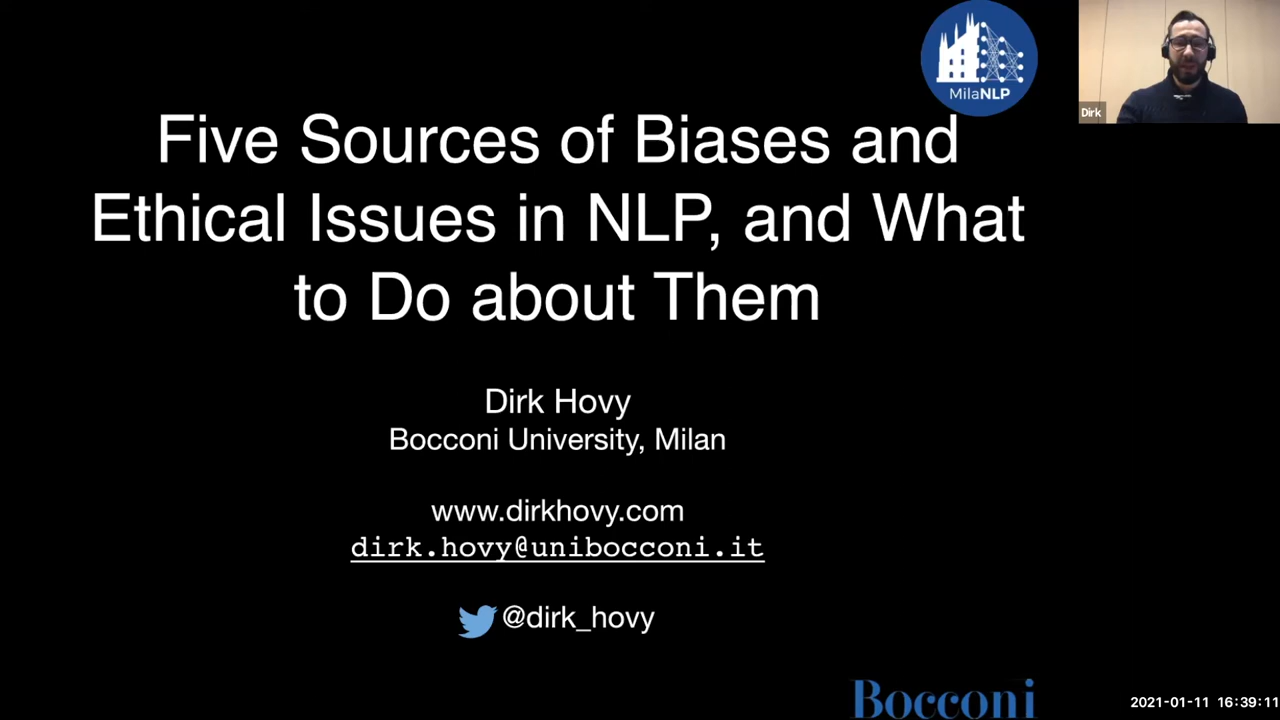 MilaNLP
Dirk
Five Sources of Biases and
Ethical Issues in NLP, and What
to Do about Them
Dirk Hovy
Bocconi University, Milan
www.dirkhovy.com
dirk.hovy@unibocconi.it
@dirk_hovy
Bocconi
2021-01-11 16:39:11